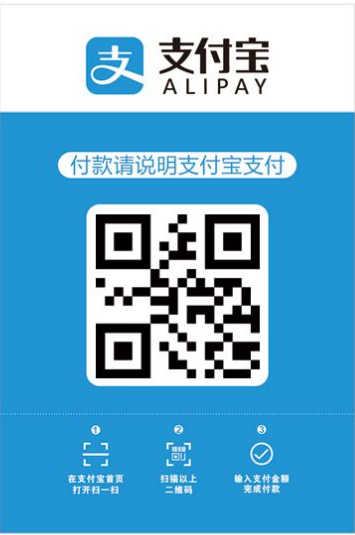 支 支付宝
ALIPAY
付款请说明支付宝支付
1 2 3
在支付宝首页
打开扫一扫
扫描以上
二维码
输入支付金额
完成付款